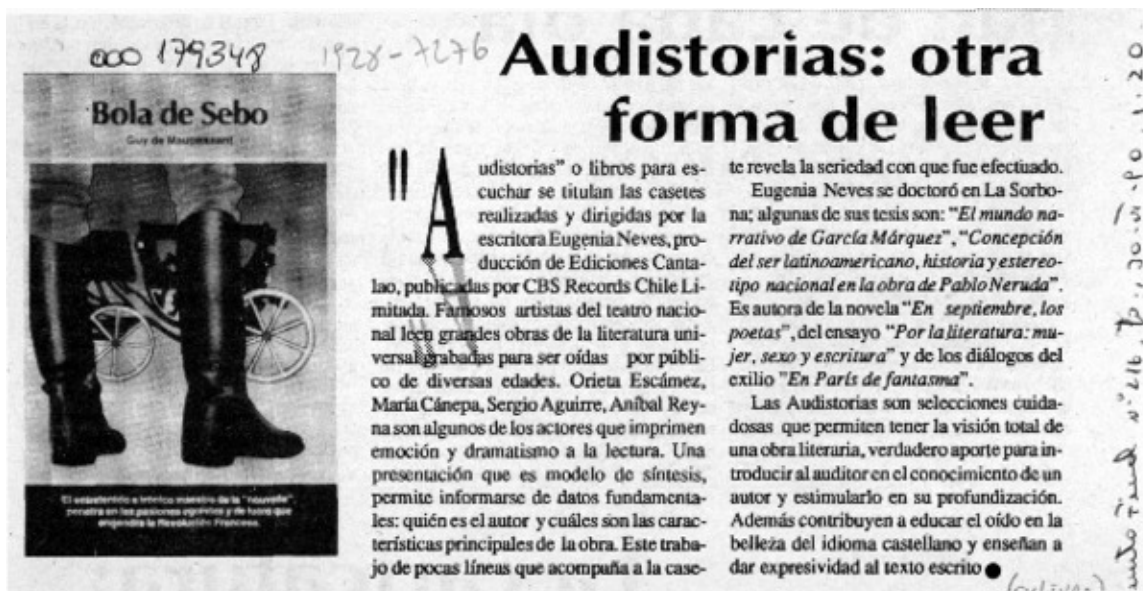 000 179348
1928-7276
Audistorias: otra
forma de leer
Bola de Sebo
Guy de Maupassant
penetra en los pasiones
engendra la Revolución Francesa.
"Audistorias" o libros para es-
cuchar se titulan las casetes
realizadas y dirigidas por la
escritora Eugenia Neves, pro-
ducción de Ediciones Canta-
lao, publicadas por CBS Records Chile Li-
mitada. Famosos artistas del teatro nacio-
nal leen grandes obras de la literatura uni-
versal grabadas para ser oídas por públi-
co de diversas edades. Orieta Escámez,
María Cánepa, Sergio Aguirre, Aníbal Rey-
na son algunos de los actores que imprimen
emoción y dramatismo a la lectura. Una
presentación que es modelo de síntesis,
permite informarse de datos fundamenta-
les: quién es el autor y cuáles son las carac-
terísticas principales de la obra. Este traba-
jo de pocas líneas que acompaña a la case-
te revela la seriedad con que fue efectuado.
Eugenia Neves se doctoró en La Sorbo-
na; algunas de sus tesis son: "El mundo na-
rrativo de García Márquez", "Concepción
del ser latinoamericano, historia y estereo-
tipo nacional en la obra de Pablo Neruda".
Es autora de la novela "En septiembre, los
poetas", del ensayo "Por la literatura: mu-
jer, sexo y escritura" y de los diálogos del
exilio "En París de fantasma".
Las Audistorias son selecciones cuida-
dosas que permiten tener la visión total de
una obra literaria, verdadero aporte para in-
troducir al auditor en el conocimiento de un
autor y estimularlo en su profundización.
Además contribuyen a educar el oído en la
belleza del idioma castellano y enseñan a
dar expresividad al texto escrito ●